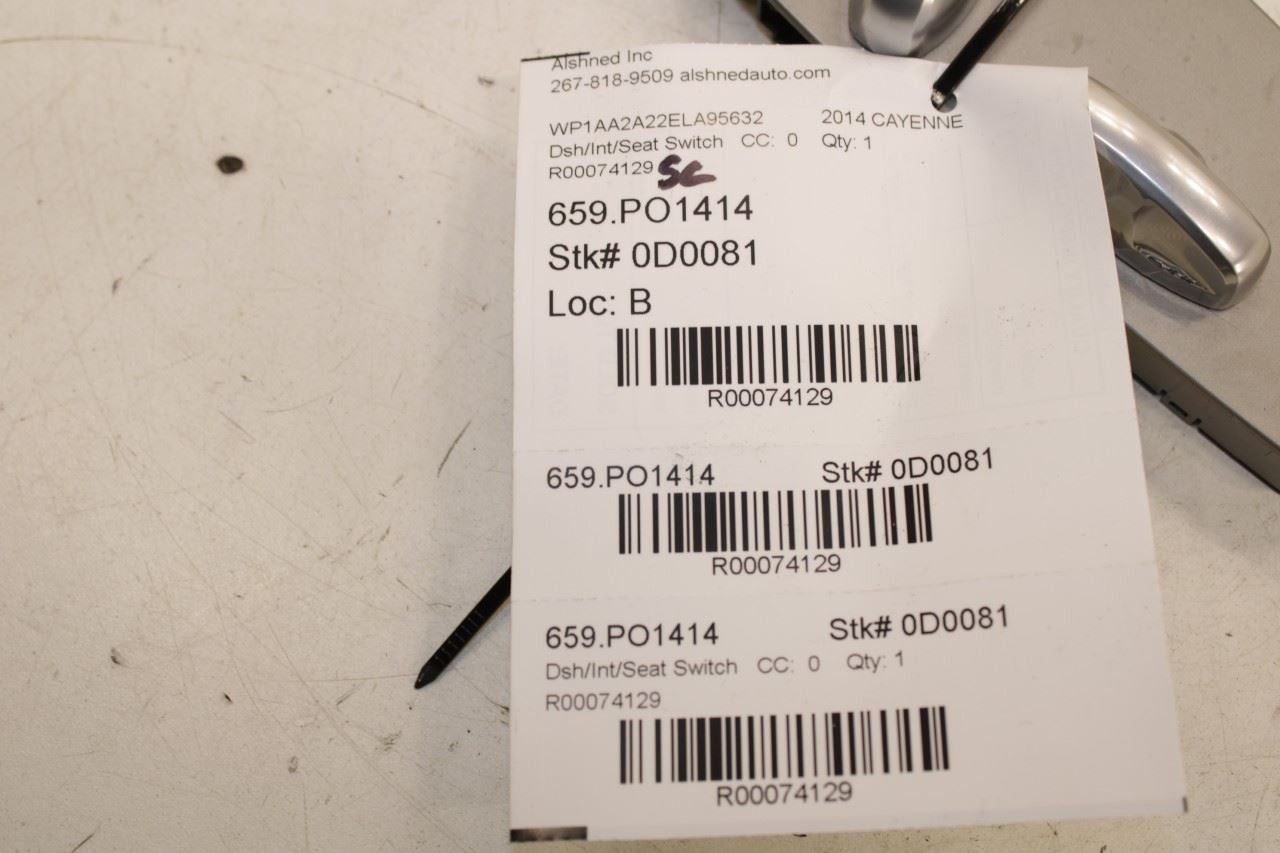 Alshned Inc
267-818-9509 alshnedauto.com
WP1AA2A22ELA95632 2014 CAYENNE
Dsh/Int/Seat Switch CC: 0 Qty: 1
R00074129 SC
659.PO1414
Stk# 0D0081
Loc: B
R00074129
659.PO1414 Stk# 0D0081
R00074129
659.PO1414 Stk# 0D0081
Dsh/Int/Seat Switch CC: 0 Qty: 1
R00074129
R00074129